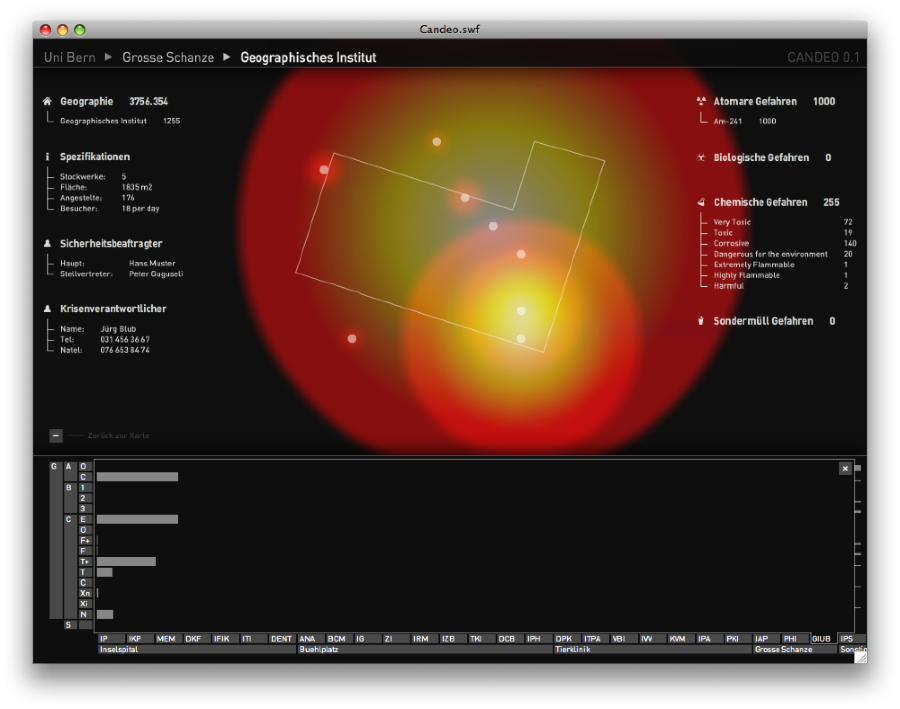 Candeo.swf
Uni Bern ▶ Grosse Schanze ▶ Geographisches Institut
CANDEO 0.1
Geographie 3756.354
Geographisches Institut 1255
Spezifikationen
Stockwerke: 5
Fläche: 1835 m2
Angestelte: 176
Besucher: 18 per day
Sicherheitsbeaftragter
Haupt: Hans Muster
Stellvertreter: Peter Guguseli
Krisenverantwortlicher
Name: Jürg Blub
Tel: 031 456 36 67
Natel: 076 653 84 74
Zurück zur Karte
Atomare Gefahren 1000
Am-241 1000
Biologische Gefahren 0
Chemische Gefahren 255
Very Toxic 72
Toxic 19
Corrosive 140
Dangerous for the environment 20
Extremely Flammable 1
Highly Flammable 1
Harmful 2
Sondermüll Gefahren 0
G A O
C
B 1
2
3
C E
O
F+
F
T+
T
C
Xn
Xi
N
S
IP IKP MEM DKF IFIK ITI DENT ANA BCM IG ZI IRM IZB TKI DCB IPH DPK ITPA VBI IVV KVM IPA PKI IAP PHI GIUB IPS
Inselspital Buehlplatz Tierklinik Grosse Schanze